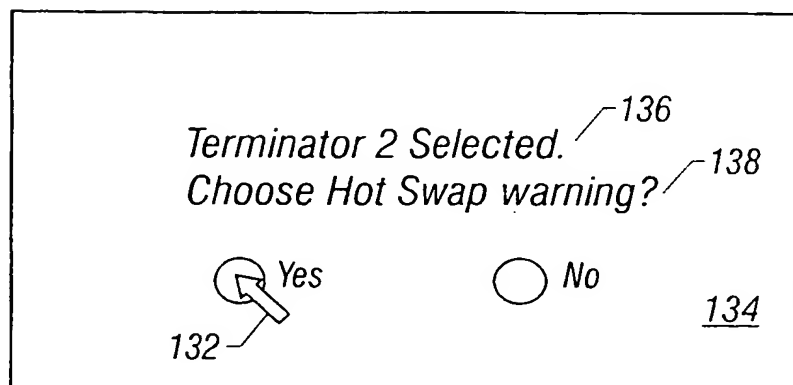 136
Terminator 2 Selected.
138
Choose Hot Swap warning?
Yes
No
134
132